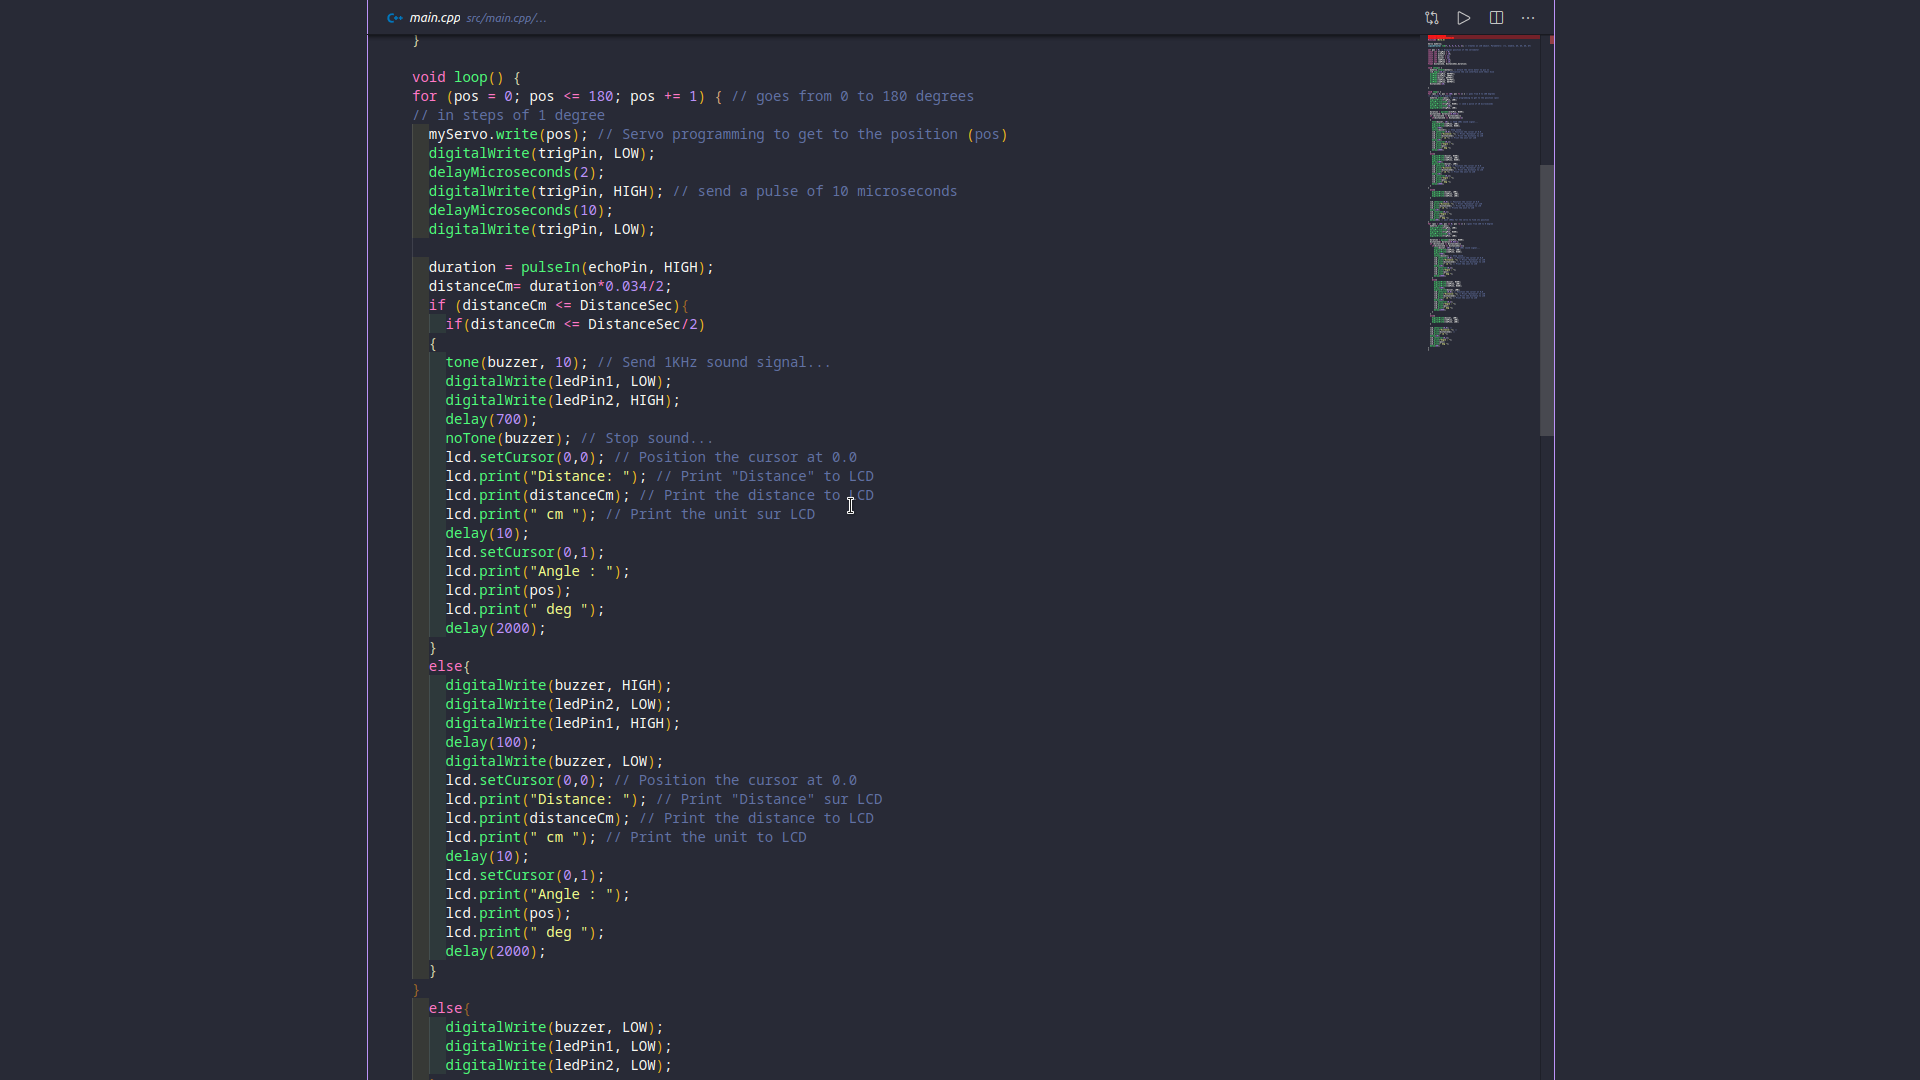 main.cpp src/main.cpp/...
}
void loop() {
for (pos = 0; pos <= 180; pos += 1) { // goes from 0 to 180 degrees
// in steps of 1 degree
myServo.write(pos); // Servo programming to get to the position (pos)
digitalWrite(trigPin, LOW);
delayMicroseconds(2);
digitalWrite(trigPin, HIGH); // send a pulse of 10 microseconds
delayMicroseconds(10);
digitalWrite(trigPin, LOW);
duration = pulseIn(echoPin, HIGH);
distanceCm= duration*0.034/2;
if (distanceCm <= DistanceSec){
if(distanceCm <= DistanceSec/2)
{
tone(buzzer, 10); // Send 1KHz sound signal...
digitalWrite(ledPin1, LOW);
digitalWrite(ledPin2, HIGH);
delay(700);
noTone(buzzer); // Stop sound...
lcd.setCursor(0,0); // Position the cursor at 0.0
lcd.print("Distance: "); // Print "Distance" to LCD
lcd.print(distanceCm); // Print the distance to LCD
lcd.print(" cm "); // Print the unit sur LCD
delay(10);
lcd.setCursor(0,1);
lcd.print("Angle : ");
lcd.print(pos);
lcd.print(" deg ");
delay(2000);
}
else{
digitalWrite(buzzer, HIGH);
digitalWrite(ledPin2, LOW);
digitalWrite(ledPin1, HIGH);
delay(100);
digitalWrite(buzzer, LOW);
lcd.setCursor(0,0); // Position the cursor at 0.0
lcd.print("Distance: "); // Print "Distance" sur LCD
lcd.print(distanceCm); // Print the distance to LCD
lcd.print(" cm "); // Print the unit to LCD
delay(10);
lcd.setCursor(0,1);
lcd.print("Angle : ");
lcd.print(pos);
lcd.print(" deg ");
delay(2000);
}
}
else{
digitalWrite(buzzer, LOW);
digitalWrite(ledPin1, LOW);
digitalWrite(ledPin2, LOW);